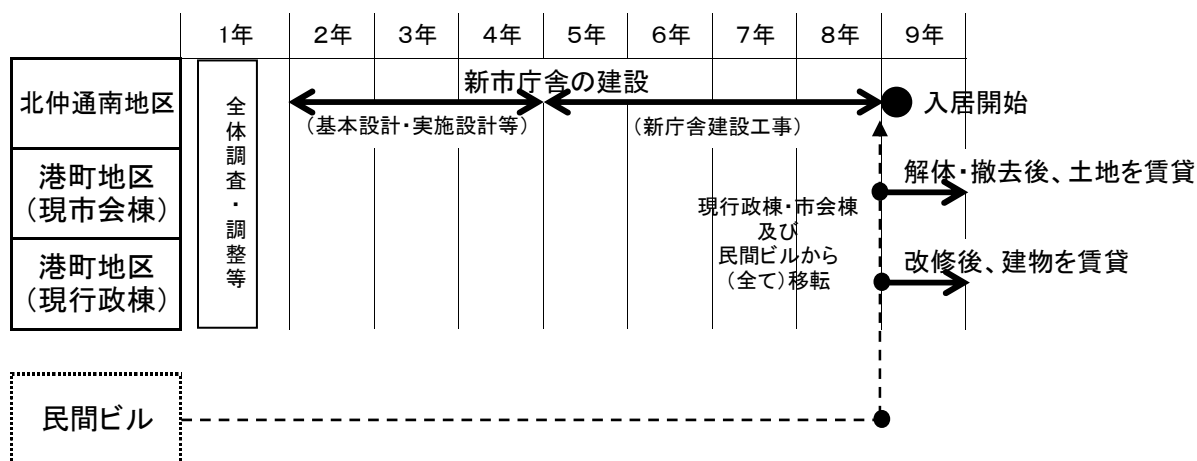 1年 2年 3年 4年 5年 6年 7年 8年 9年
北仲通南地区
全体調査・調整等
新市庁舎の建設
(基本設計・実施設計等)
(新庁舎建設工事)
入居開始
港町地区
(現市会棟)
解体・撤去後、土地を賃貸
現行政棟・市会棟
及び
民間ビルから
(全て)移転
港町地区
(現行政棟)
改修後、建物を賃貸
民間ビル